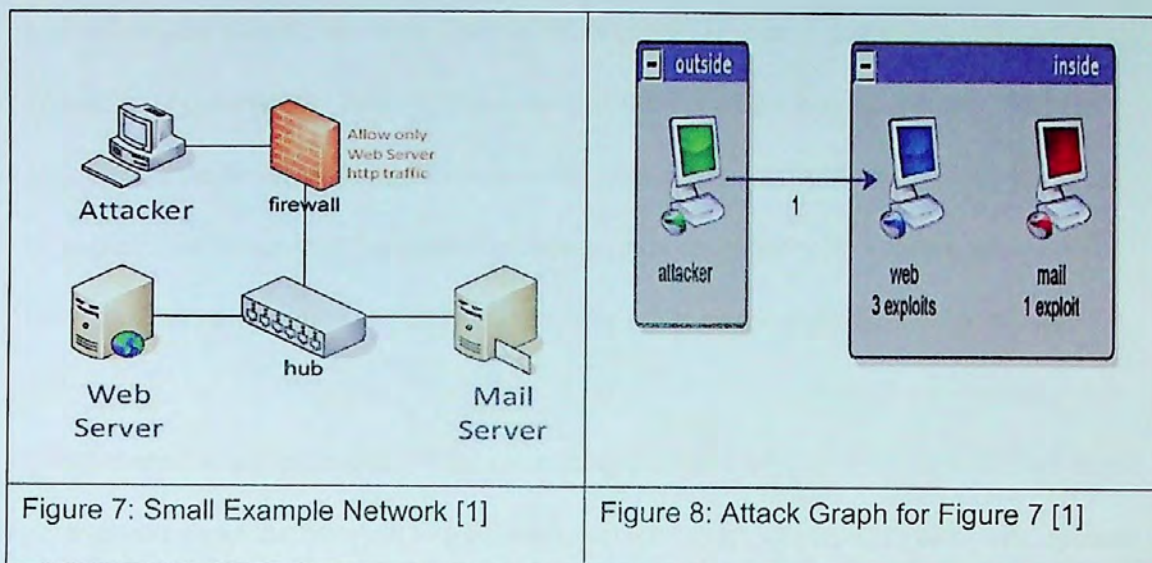 Allow only
Web Server
http traffic
Attacker
firewall
hub
Web
Server
Mail
Server
outside
inside
attacker
1
web
3 exploits
mail
1 exploit
Figure 7: Small Example Network [1]
Figure 8: Attack Graph for Figure 7 [1]